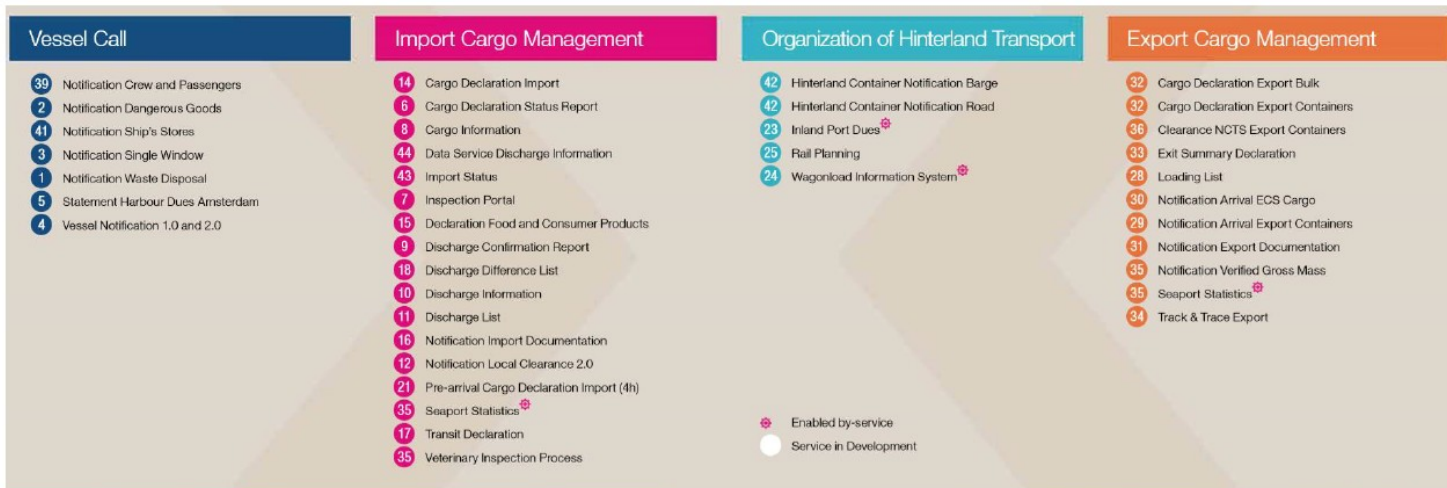 Vessel Call
39 Notification Crew and Passengers
2 Notification Dangerous Goods
41 Notification Ship's Stores
3 Notification Single Window
1 Notification Waste Disposal
5 Statement Harbour Dues Amsterdam
4 Vessel Notification 1.0 and 2.0
Import Cargo Management
14 Cargo Declaration Import
6 Cargo Declaration Status Report
8 Cargo Information
44 Data Service Discharge Information
43 Import Status
7 Inspection Portal
15 Declaration Food and Consumer Products
9 Discharge Confirmation Report
18 Discharge Difference List
10 Discharge Information
11 Discharge List
16 Notification Import Documentation
12 Notification Local Clearance 2.0
21 Pre-arrival Cargo Declaration Import (4h)
35 Seaport Statistics
17 Transit Declaration
35 Veterinary Inspection Process
Organization of Hinterland Transport
42 Hinterland Container Notification Barge
42 Hinterland Container Notification Road
23 Inland Port Dues
25 Rail Planning
24 Wagonload Information System
Enabled by-service
Service in Development
Export Cargo Management
32 Cargo Declaration Export Bulk
32 Cargo Declaration Export Containers
36 Clearance NCTS Export Containers
33 Exit Summary Declaration
28 Loading List
30 Notification Arrival ECS Cargo
29 Notification Arrival Export Containers
31 Notification Export Documentation
35 Notification Verified Gross Mass
35 Seaport Statistics
34 Track & Trace Export